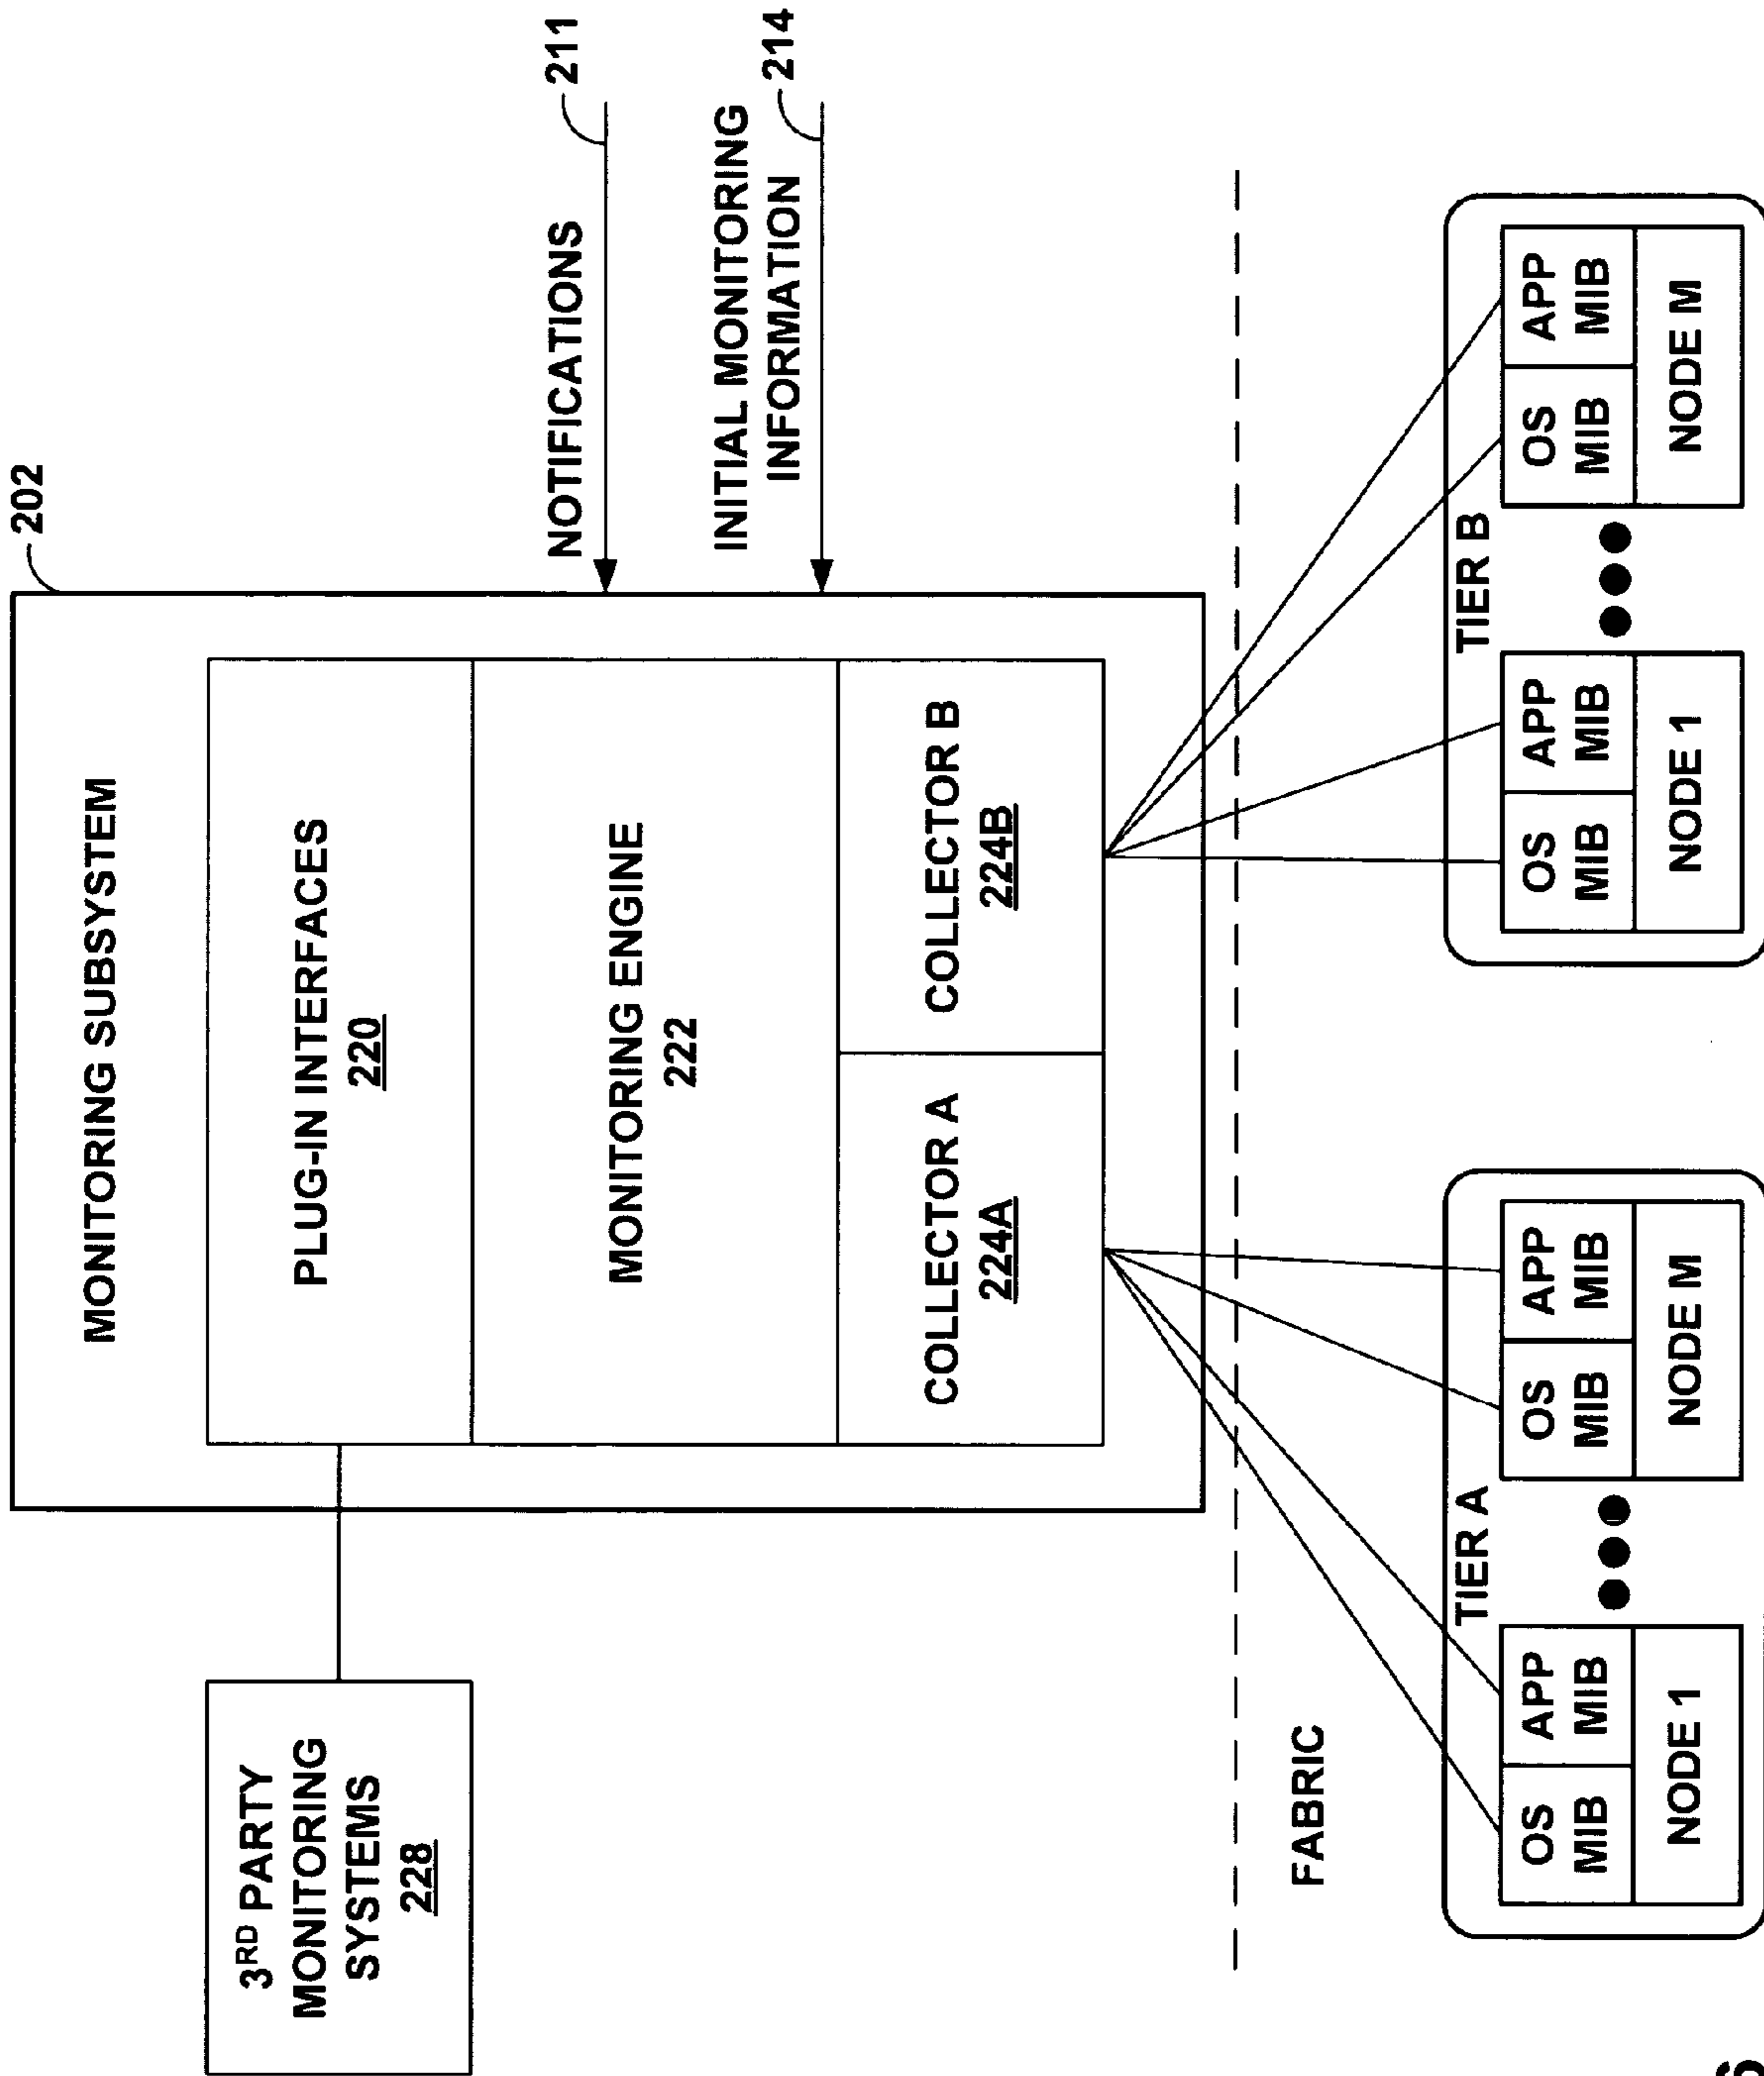 202
MONITORING SUBSYSTEM
3RD PARTY
MONITORING
SYSTEMS
228
PLUG-IN INTERFACES
220
NOTIFICATIONS
211
MONITORING ENGINE
222
INITIAL MONITORING
INFORMATION
214
COLLECTOR A
224A
COLLECTOR B
224B
FABRIC
TIER A
OS
MIB
APP
MIB
NODE 1
OS
MIB
APP
MIB
NODE M
TIER B
OS
MIB
APP
MIB
NODE 1
OS
MIB
APP
MIB
NODE M